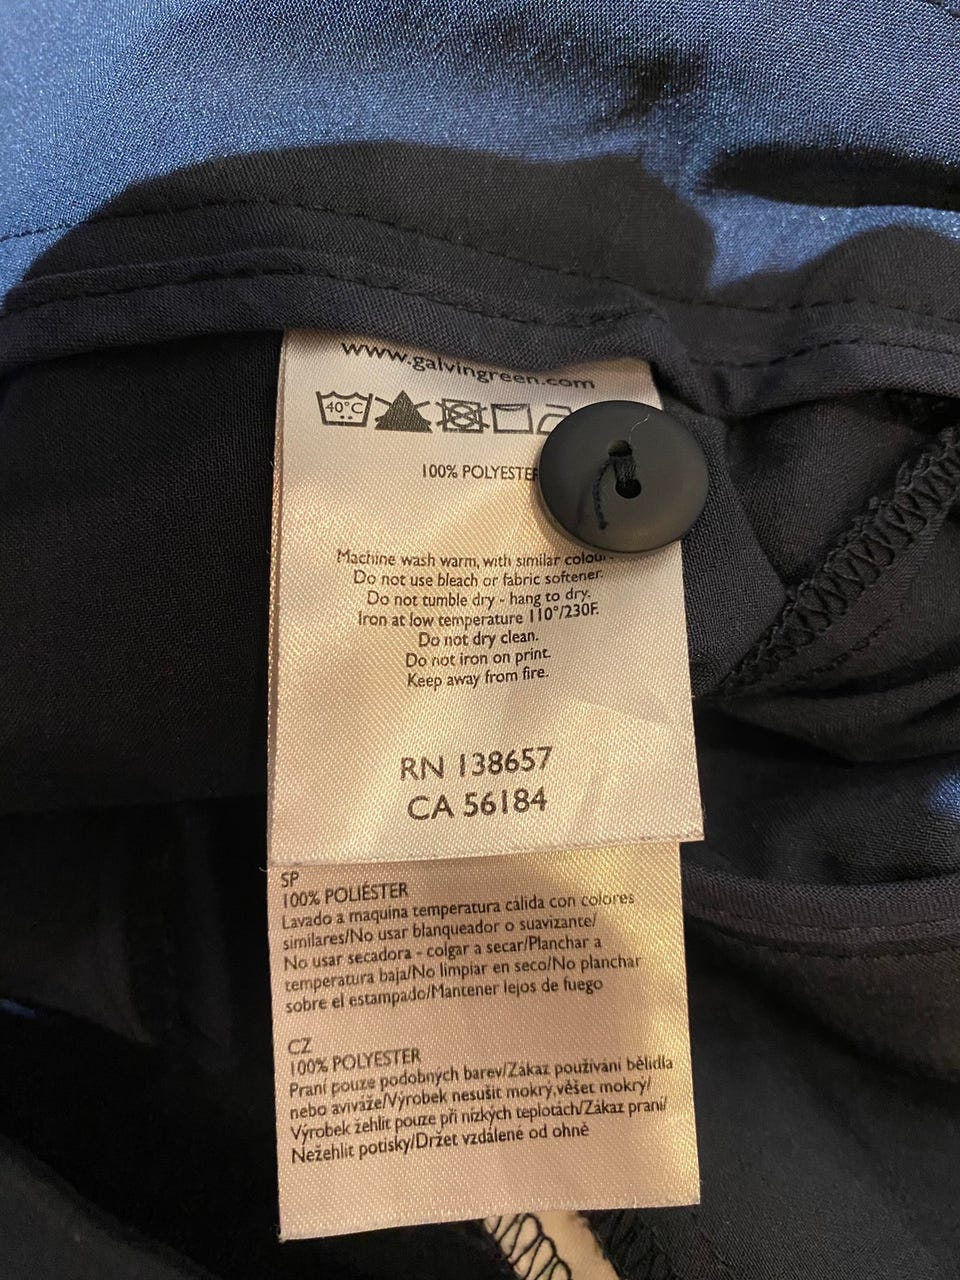 www.galvingreen.com
40°C
100% POLYESTER
Machine wash warm, with similar colou
Do not use bleach or fabric softener.
Do not tumble dry - hang to dry.
Iron at low temperature 110°/230F.
Do not dry clean.
Do not iron on print.
Keep away from fire.
RN 138657
CA 56184
SP
100% POLIÉSTER
Lavado a maquina temperatura cálida con colores
similares/No usar blanqueador o suavizante/
No usar secadora - colgar a secar/Planchar a
temperatura baja/No limpiar en seco/No planchar
sobre el estampado/Mantener lejos de fuego
CZ
100% POLYESTER
Praní pouze podobných barev/Zákaz používání bělidla
nebo aviváže/Výrobek nesušit mokrý,věšet mokrý/
Výrobek žehlit pouze při nízkých teplotách/Zákaz praní/
Nežehlit potisky/Držet vzdálené od ohně